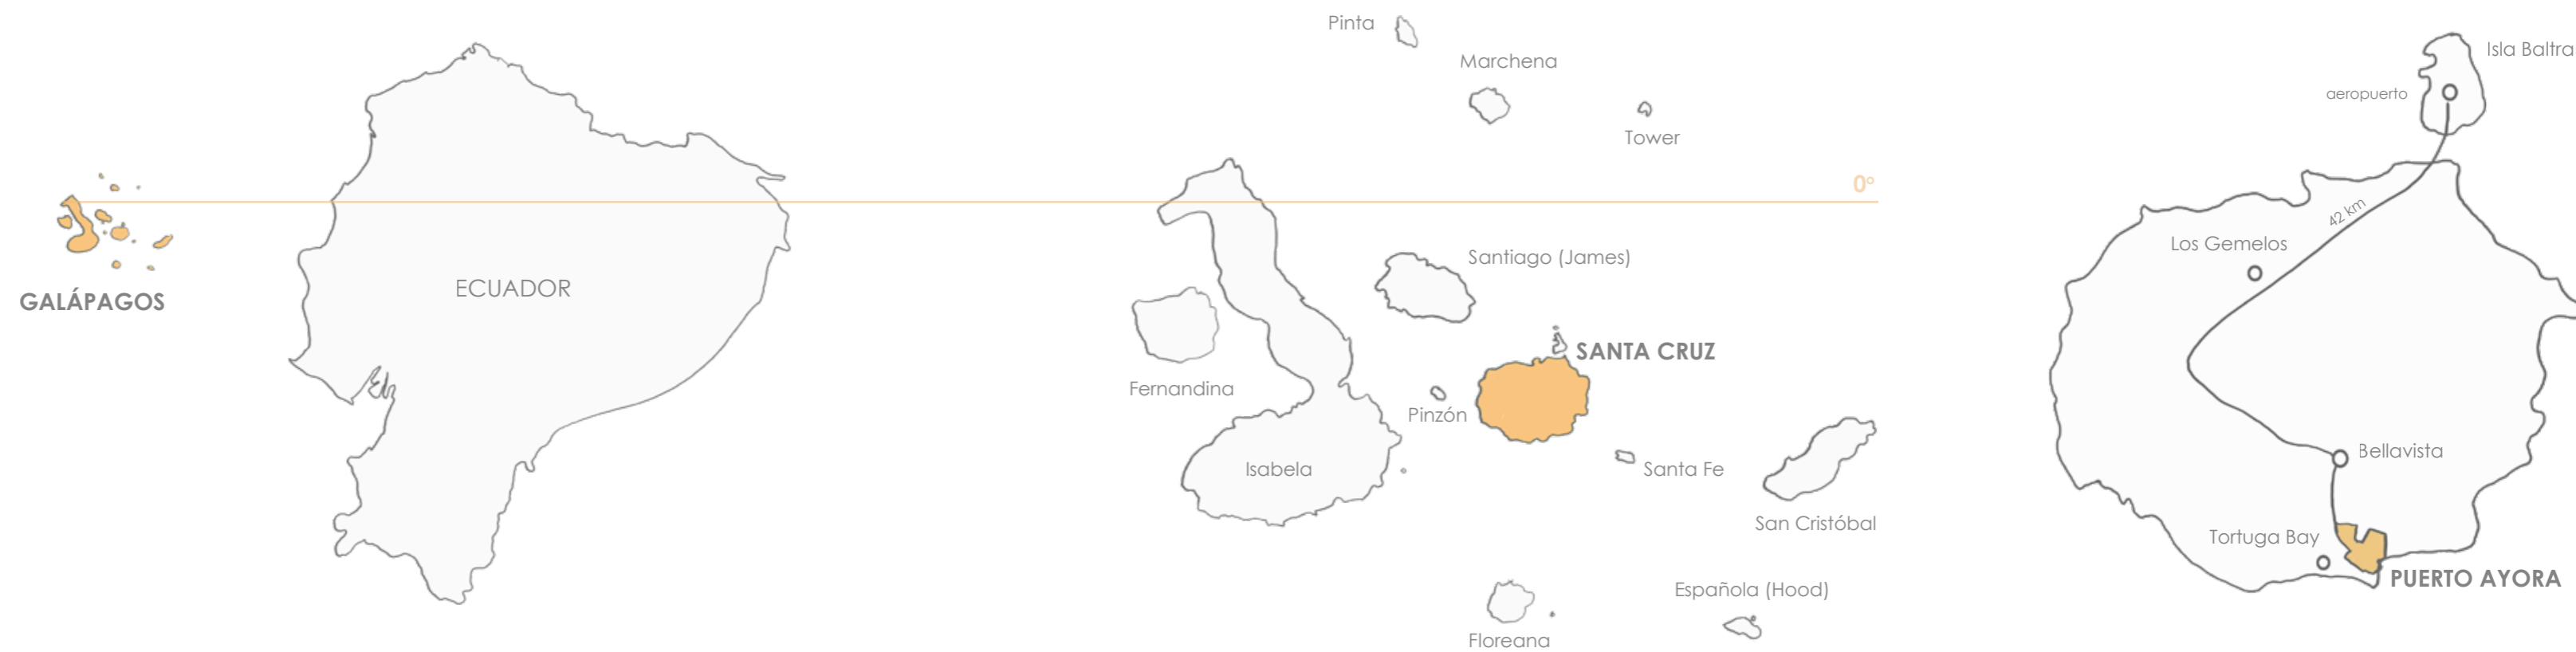 GALÁPAGOS
ECUADOR
Pinta
Marchena
Tower
0°
Santiago (James)
SANTA CRUZ
Fernandina
Pinzón
Isabela
Santa Fe
San Cristóbal
Española (Hood)
Floreana
Isla Baltra
aeropuerto
42 km
Los Gemelos
Bellavista
Tortuga Bay
PUERTO AYORA